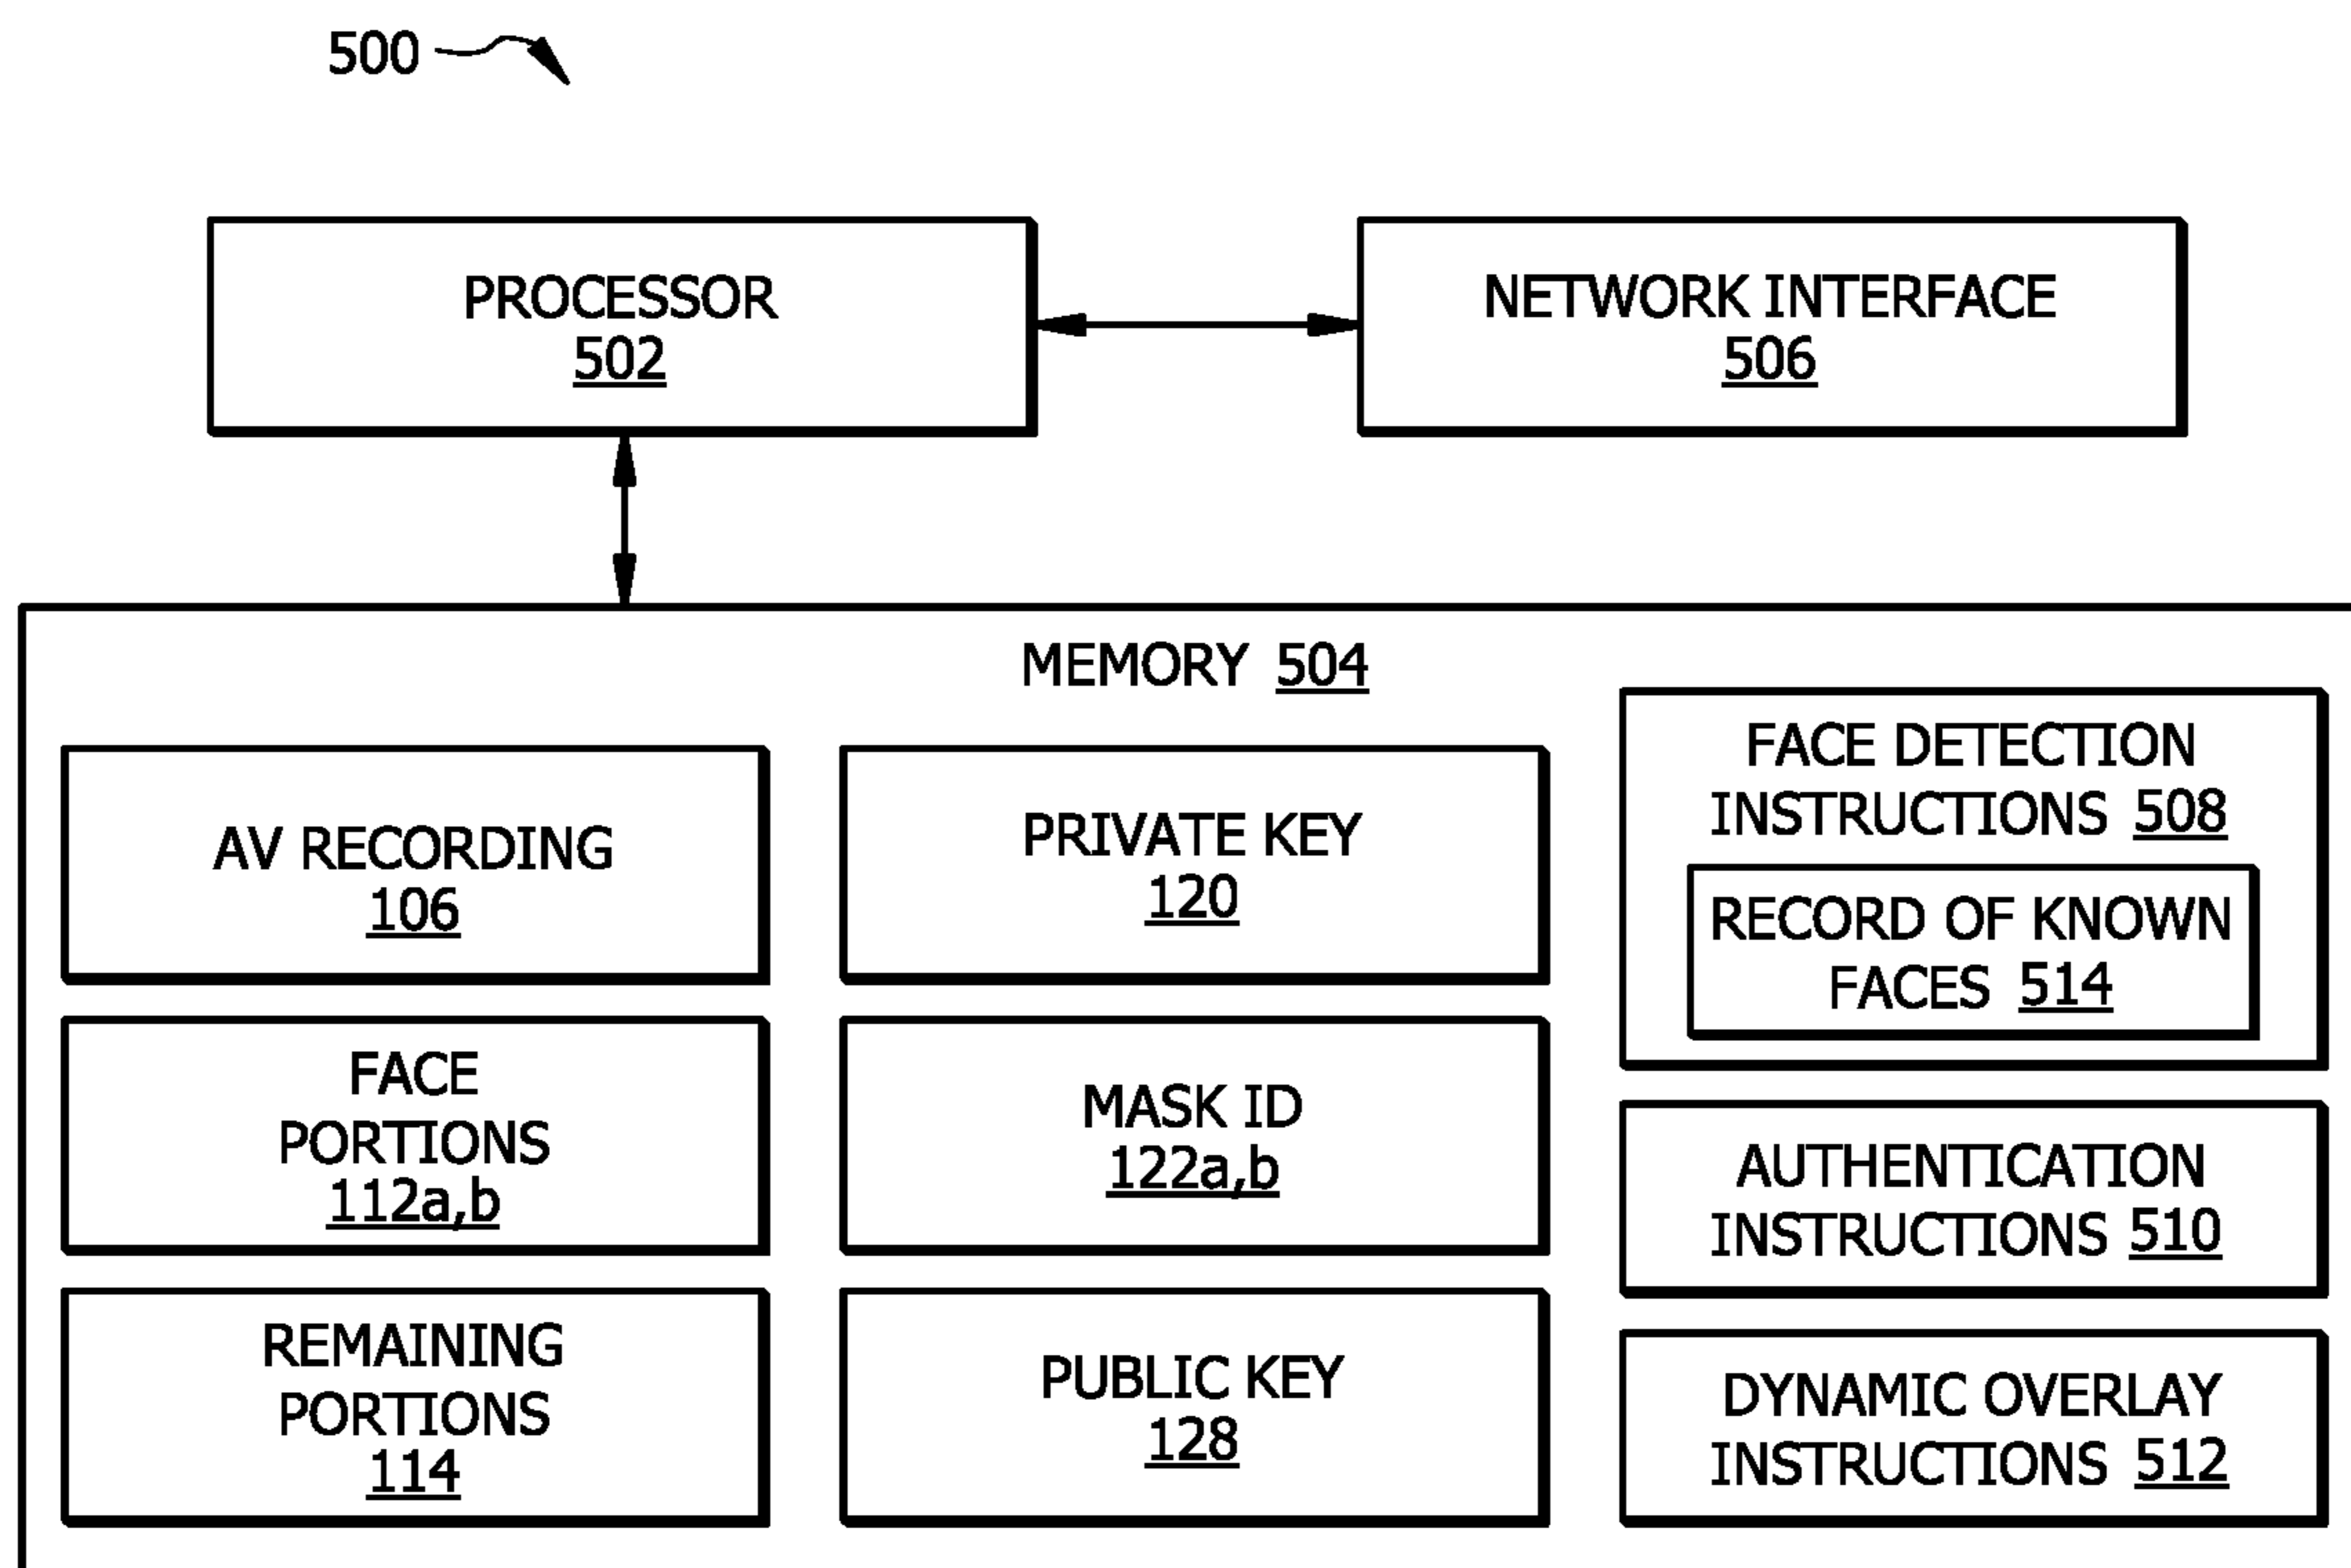 500
PROCESSOR
502
NETWORK INTERFACE
506
MEMORY 504
AV RECORDING
106
PRIVATE KEY
120
FACE DETECTION
INSTRUCTIONS 508
RECORD OF KNOWN
FACES 514
FACE
PORTIONS
112a,b
MASK ID
122a,b
AUTHENTICATION
INSTRUCTIONS 510
REMAINING
PORTIONS
114
PUBLIC KEY
128
DYNAMIC OVERLAY
INSTRUCTIONS 512